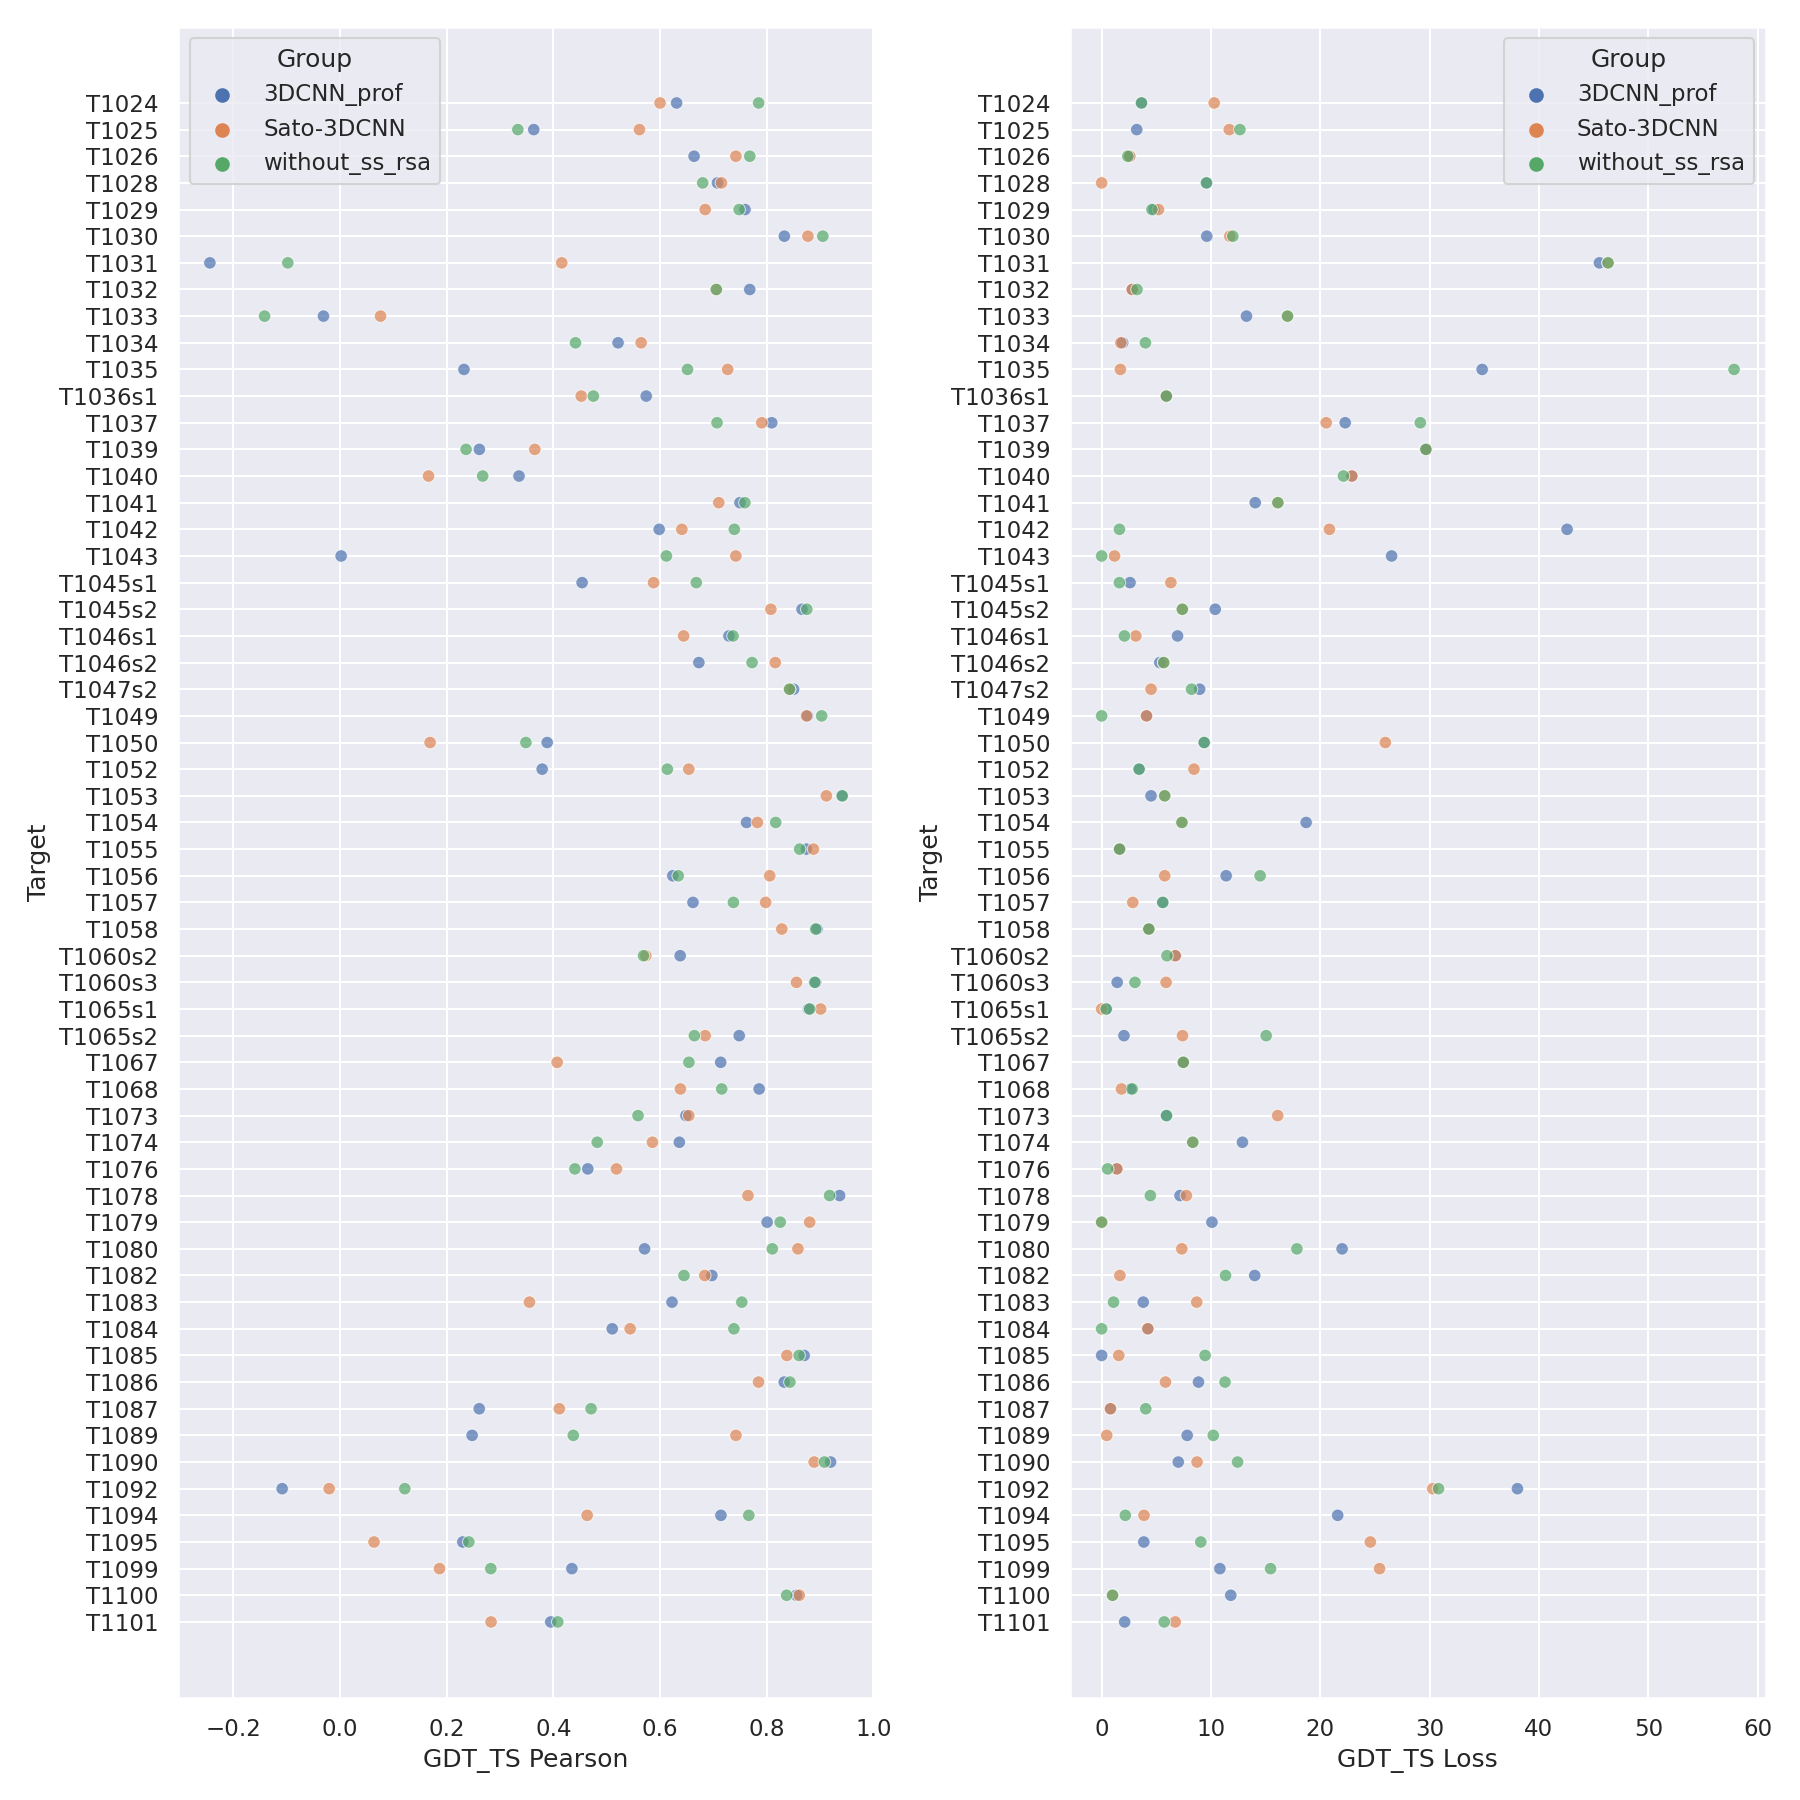 Group
3DCNN_prof
Sato-3DCNN
without_ss_rsa
T1024
T1025
T1026
T1028
T1029
T1030
T1031
T1032
T1033
T1034
T1035
T1036s1
T1037
T1039
T1040
T1041
T1042
T1043
T1045s1
T1045s2
T1046s1
T1046s2
T1047s2
T1049
T1050
T1052
T1053
T1054
T1055
T1056
T1057
T1058
T1060s2
T1060s3
T1065s1
T1065s2
T1067
T1068
T1073
T1074
T1076
T1078
T1079
T1080
T1082
T1083
T1084
T1085
T1086
T1087
T1089
T1090
T1092
T1094
T1095
T1099
T1100
T1101
Target
−0.2 0.0 0.2 0.4 0.6 0.8 1.0
GDT_TS Pearson
Group
3DCNN_prof
Sato-3DCNN
without_ss_rsa
T1024
T1025
T1026
T1028
T1029
T1030
T1031
T1032
T1033
T1034
T1035
T1036s1
T1037
T1039
T1040
T1041
T1042
T1043
T1045s1
T1045s2
T1046s1
T1046s2
T1047s2
T1049
T1050
T1052
T1053
T1054
T1055
T1056
T1057
T1058
T1060s2
T1060s3
T1065s1
T1065s2
T1067
T1068
T1073
T1074
T1076
T1078
T1079
T1080
T1082
T1083
T1084
T1085
T1086
T1087
T1089
T1090
T1092
T1094
T1095
T1099
T1100
T1101
Target
0 10 20 30 40 50 60
GDT_TS Loss